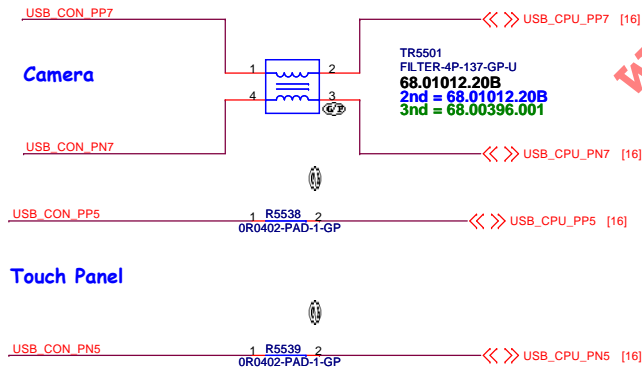 USB_CON_PP7
USB_CPU_PP7 [16]
1
2
TR5501
FILTER-4P-137-GP-U
68.01012.20B
2nd = 68.01012.20B
3nd = 68.00396.001
Camera
4
3
USB_CON_PN7
USB_CPU_PN7 [16]
USB_CON_PP5
1 R5538 2
0R0402-PAD-1-GP
USB_CPU_PP5 [16]
Touch Panel
USB_CON_PN5
1 R5539 2
0R0402-PAD-1-GP
USB_CPU_PN5 [16]